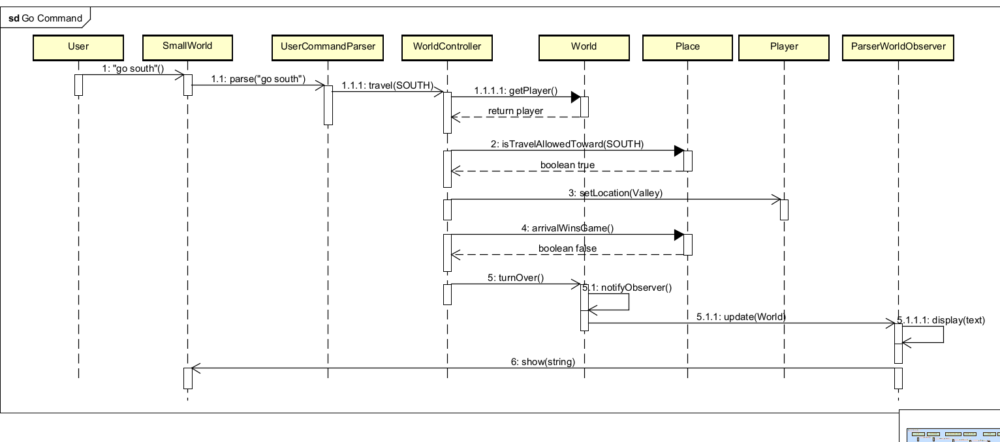 sd Go Command
User
SmallWorld
UserCommandParser
WorldController
World
Place
Player
ParserWorldObserver
1: "go south"()
1.1: parse("go south")
1.1.1: travel(SOUTH)
1.1.1.1: getPlayer()
return player
2: isTravelAllowedToward(SOUTH)
boolean true
3: setLocation(Valley)
4: arrivalWinsGame()
boolean false
5: turnOver()
5.1: notifyObserver()
5.1.1: update(World)
5.1.1.1: display(text)
6: show(string)